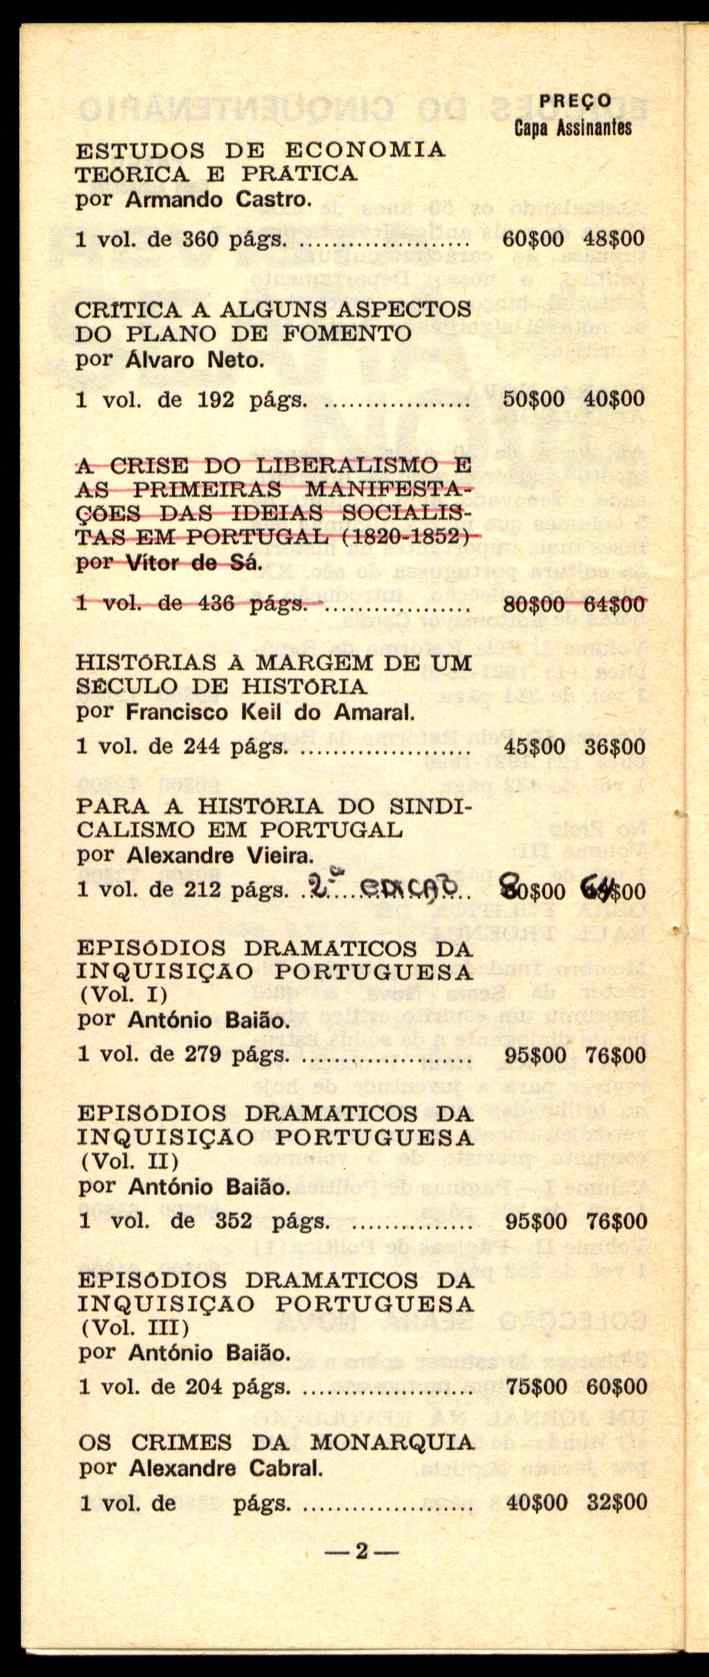 PREÇO
Capa Assinantes
ESTUDOS DE ECONOMIA
TEÓRICA E PRÁTICA
por Armando Castro.
1 vol. de 360 págs. ..................... 60$00 48$00
CRÍTICA A ALGUNS ASPECTOS
DO PLANO DE FOMENTO
por Álvaro Neto.
1 vol. de 192 págs. .................. 50$00 40$00
A CRISE DO LIBERALISMO E
AS PRIMEIRAS MANIFESTA-
ÇÕES DAS IDEIAS SOCIALIS-
TAS EM PORTUGAL (1820-1852)
por Vítor de Sá.
1 vol. de 436 págs. .................. 80$00 64$00
HISTÓRIAS À MARGEM DE UM
SÉCULO DE HISTÓRIA
por Francisco Keil do Amaral.
1 vol. de 244 págs. ..................... 45$00 36$00
PARA A HISTÓRIA DO SINDI-
CALISMO EM PORTUGAL
por Alexandre Vieira.
1 vol. de 212 págs. 2ª EDIÇÃO 80$00 64$00
EPISÓDIOS DRAMÁTICOS DA
INQUISIÇÃO PORTUGUESA
(Vol. I)
por António Baião.
1 vol. de 279 págs. ..................... 95$00 76$00
EPISÓDIOS DRAMÁTICOS DA
INQUISIÇÃO PORTUGUESA
(Vol. II)
por António Baião.
1 vol. de 352 págs. ............... 95$00 76$00
EPISÓDIOS DRAMÁTICOS DA
INQUISIÇÃO PORTUGUESA
(Vol. III)
por António Baião.
1 vol. de 204 págs. ..................... 75$00 60$00
OS CRIMES DA MONARQUIA
por Alexandre Cabral.
1 vol. de págs. ..................... 40$00 32$00
— 2 —